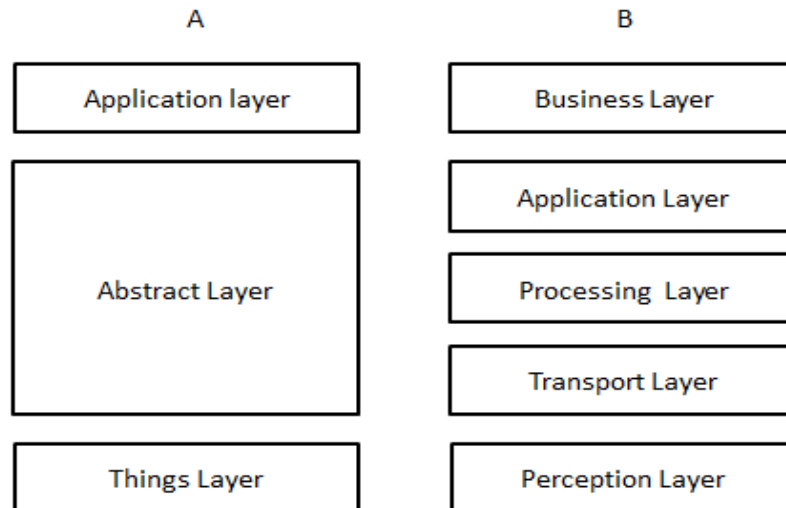 A
Application layer
Abstract Layer
Things Layer
B
Business Layer
Application Layer
Processing Layer
Transport Layer
Perception Layer